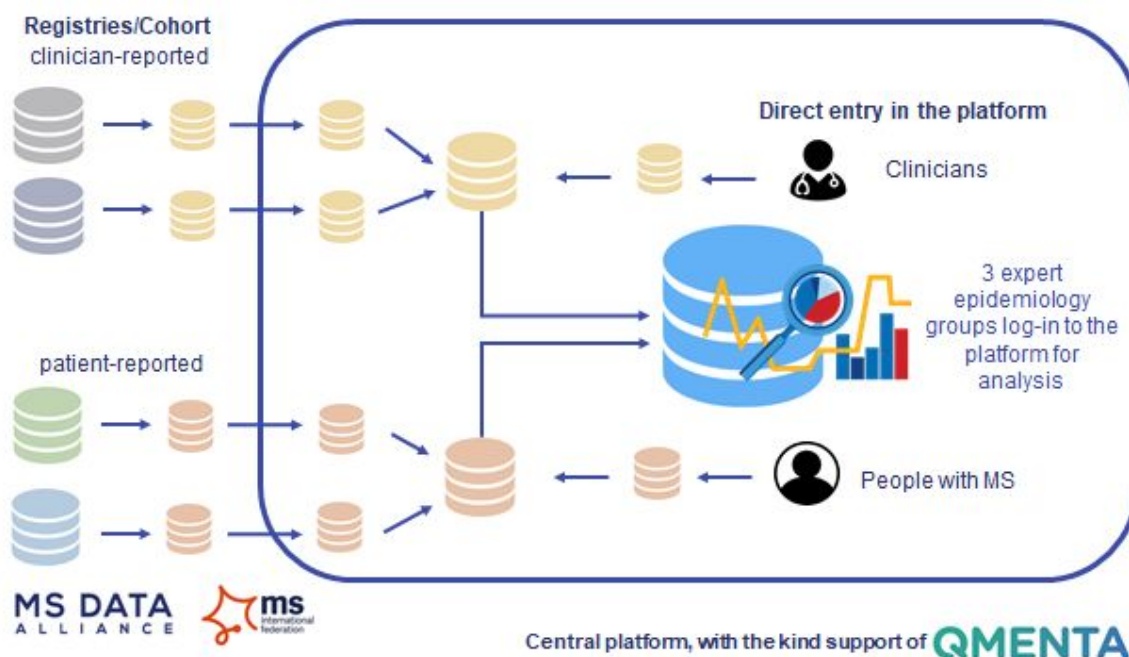 Registries/Cohort
clinician-reported
Direct entry in the platform
Clinicians
3 expert
epidemiology
groups log-in to the
platform for
analysis
patient-reported
People with MS
MS DATA
ALLIANCE
ms
international
federation
Central platform, with the kind support of QMENTA